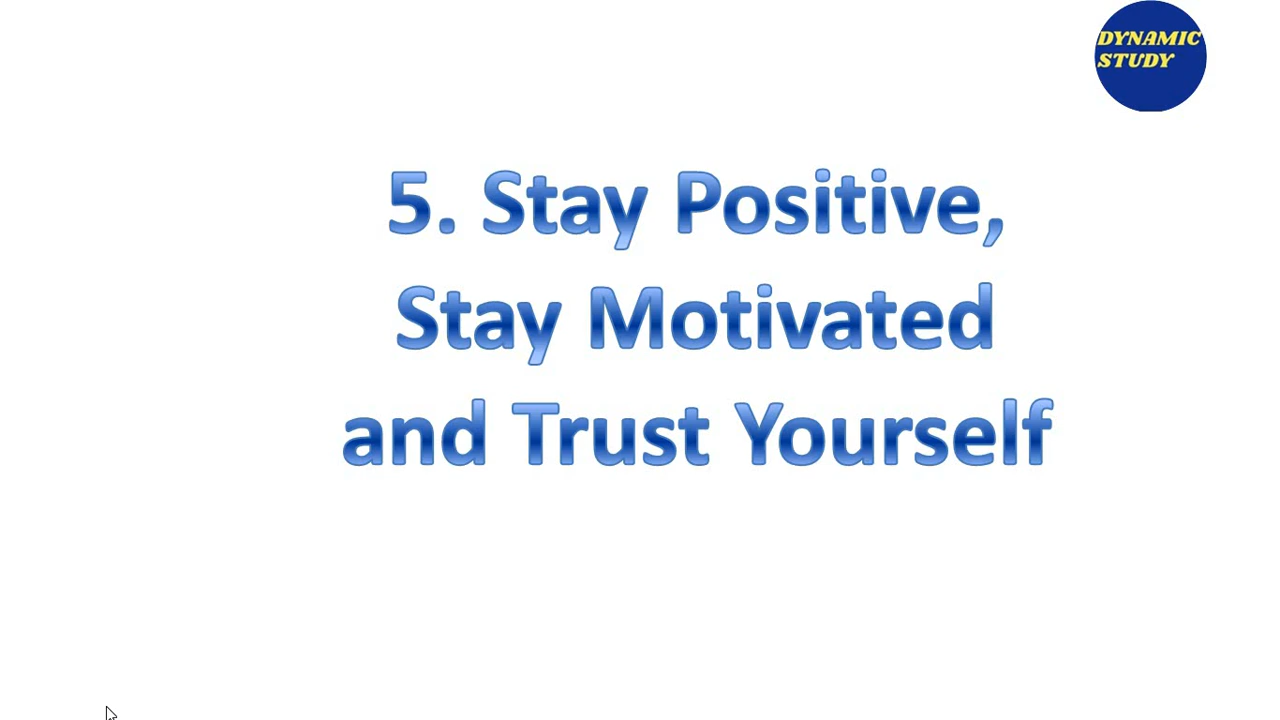 DYNAMIC
STUDY
5. Stay Positive,
Stay Motivated
and Trust Yourself